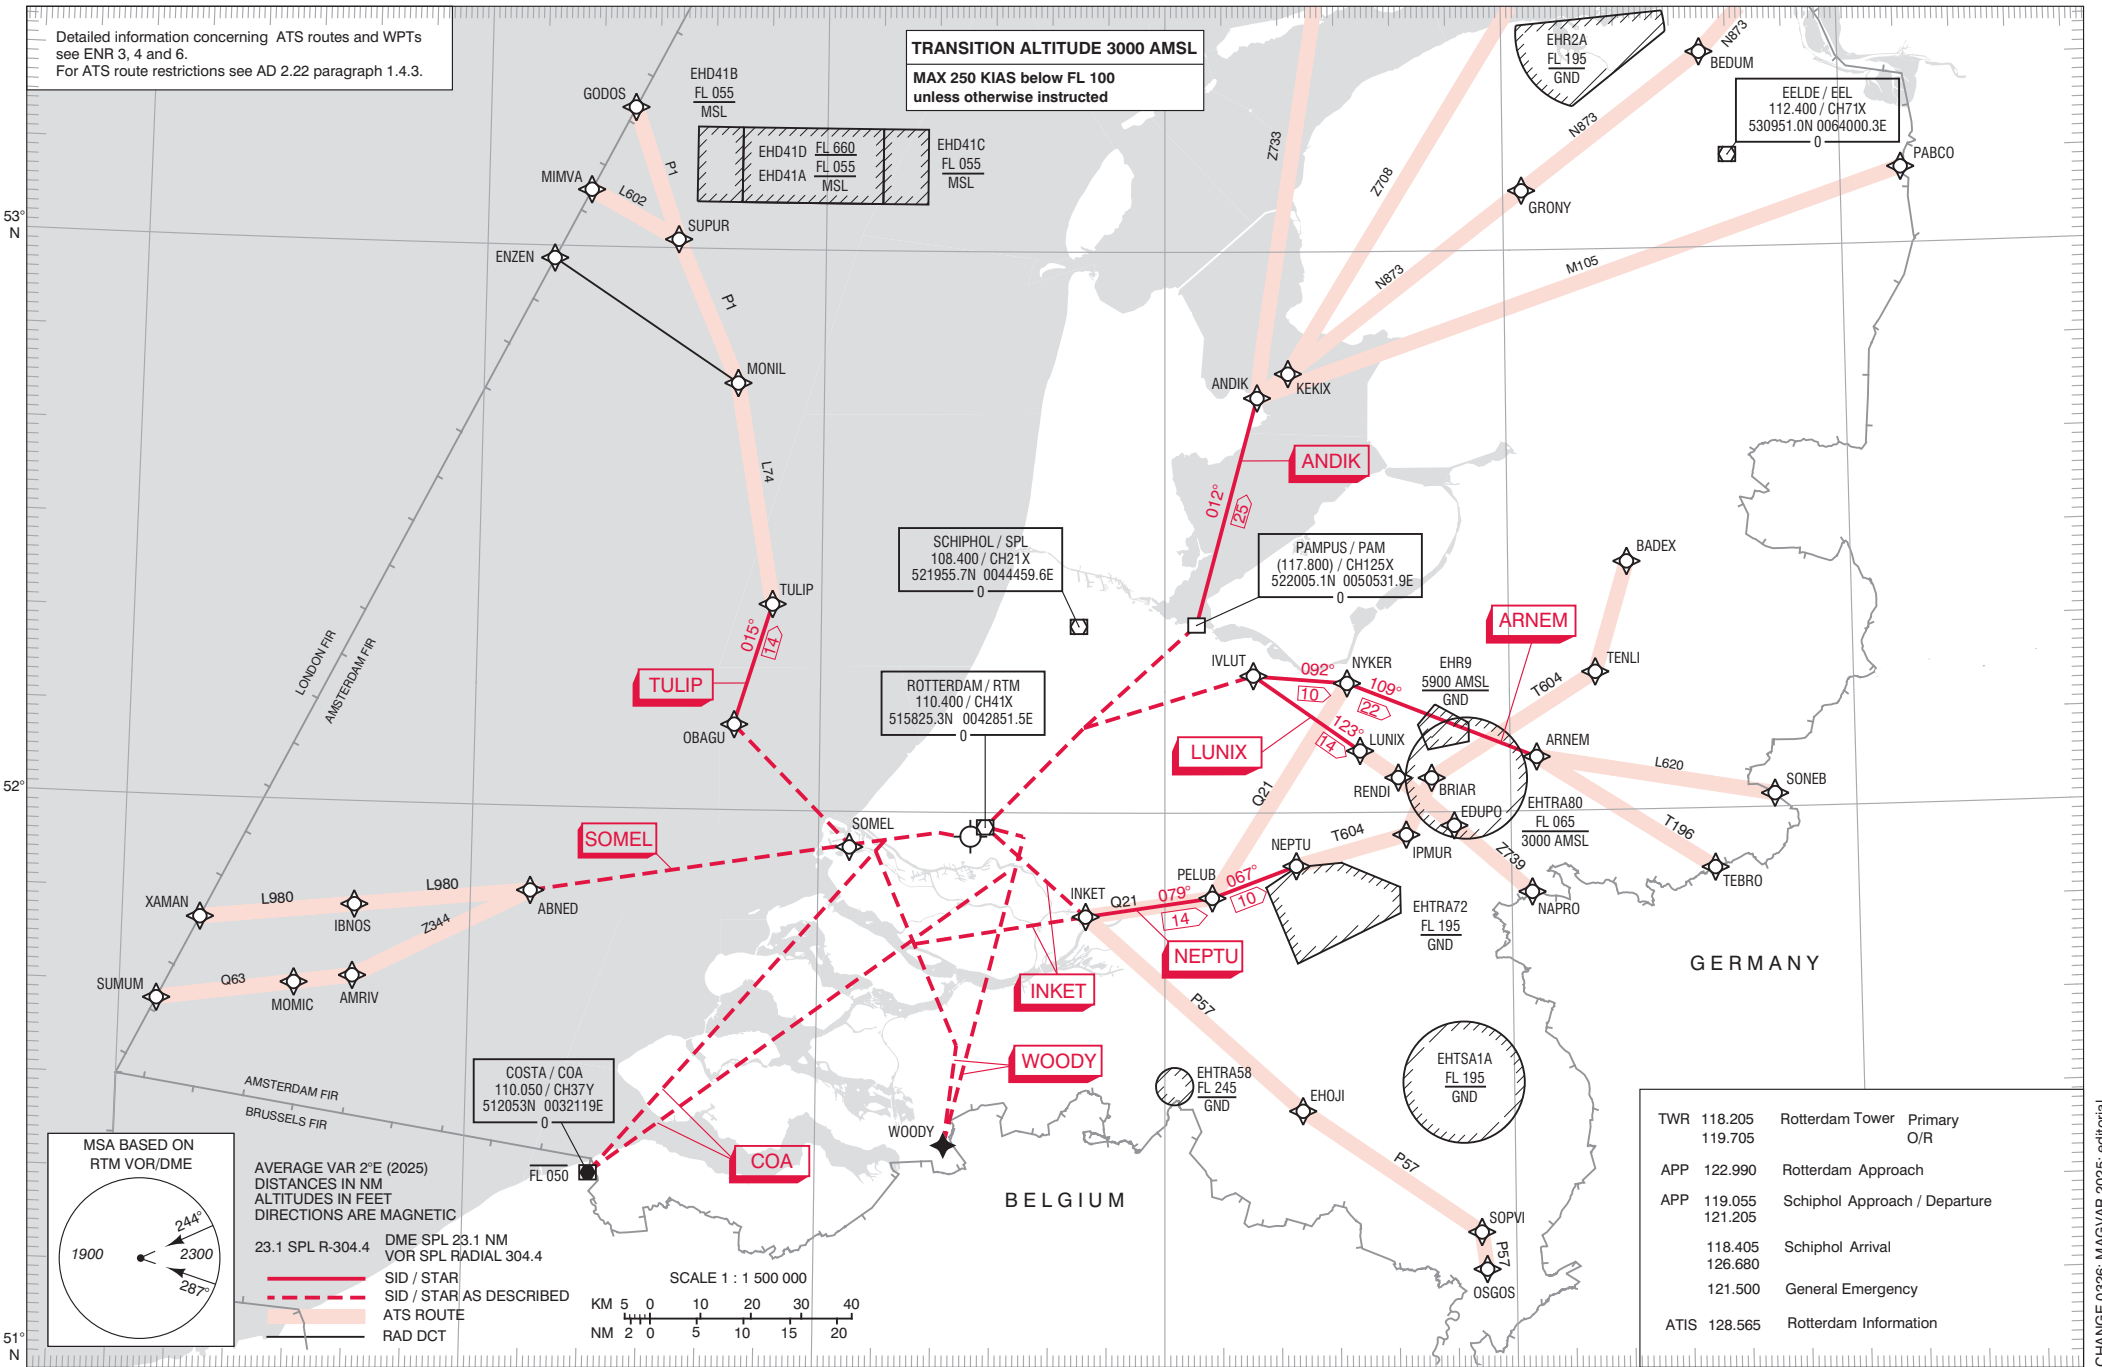 Detailed information concerning ATS routes and WPTs
see ENR 3, 4 and 6.
For ATS route restrictions see AD 2.22 paragraph 1.4.3.
TRANSITION ALTITUDE 3000 AMSL
MAX 250 KIAS below FL 100
unless otherwise instructed
EHD41B
FL 055
MSL
EHD41D FL 660
FL 055
EHD41A
MSL
EHD41C
FL 055
MSL
EHR2A
FL 195
GND
EELDE / EEL
112.400 / CH71X
530951.0N 0064000.3E
0
GODOS
MIMVA
ENZEN
SUPUR
MONIL
P1
L602
P1
L74
TULIP
015°
14
TULIP
OBAGU
BEDUM
N873
N873
GRONY
N873
PABCO
M105
Z733
Z708
ANDIK
KEKIX
ANDIK
012°
25
53°
N
52°
51°
N
SCHIPHOL / SPL
108.400 / CH21X
521955.7N 0044459.6E
0
PAMPUS / PAM
(117.800) / CH125X
522005.1N 0050531.9E
0
ROTTERDAM / RTM
110.400 / CH41X
515825.3N 0042851.5E
0
LONDON FIR
AMSTERDAM FIR
BADEX
TENLI
T604
ARNEM
IVLUT
092°
10
NYKER
109°
22
EHR9
5900 AMSL
GND
LUNIX
123°
14
LUNIX
RENDI
BRIAR
ARNEM
L620
SONEB
EDUPO
EHTRA80
FL 065
3000 AMSL
T196
TEBRO
IPMUR
T604
Z739
NAPRO
Q21
NEPTU
PELUB
067°
10
INKET
Q21
079°
14
NEPTU
EHTRA72
FL 195
GND
SOMEL
SOMEL
XAMAN
L980
IBNOS
L980
ABNED
Z344
SUMUM
Q63
MOMIC
AMRIV
INKET
WOODY
WOODY
COA
P57
EHOJI
P57
SOPVI
P57
OSGOS
EHTRA58
FL 245
GND
EHTSA1A
FL 195
GND
GERMANY
BELGIUM
AMSTERDAM FIR
BRUSSELS FIR
COSTA / COA
110.050 / CH37Y
512053N 0032119E
0
FL 050
MSA BASED ON
RTM VOR/DME
1900
2300
244°
287°
AVERAGE VAR 2°E (2025)
DISTANCES IN NM
ALTITUDES IN FEET
DIRECTIONS ARE MAGNETIC
23.1 SPL R-304.4 DME SPL 23.1 NM
VOR SPL RADIAL 304.4
SID / STAR
SID / STAR AS DESCRIBED
ATS ROUTE
RAD DCT
SCALE 1 : 1 500 000
KM 5 0 10 20 30 40
NM 2 0 5 10 15 20
TWR 118.205 Rotterdam Tower Primary
119.705 O/R
APP 122.990 Rotterdam Approach
APP 119.055 Schiphol Approach / Departure
121.205
118.405 Schiphol Arrival
126.680
121.500 General Emergency
ATIS 128.565 Rotterdam Information
CHANGE 0326: MAGVAR 2025; editorial